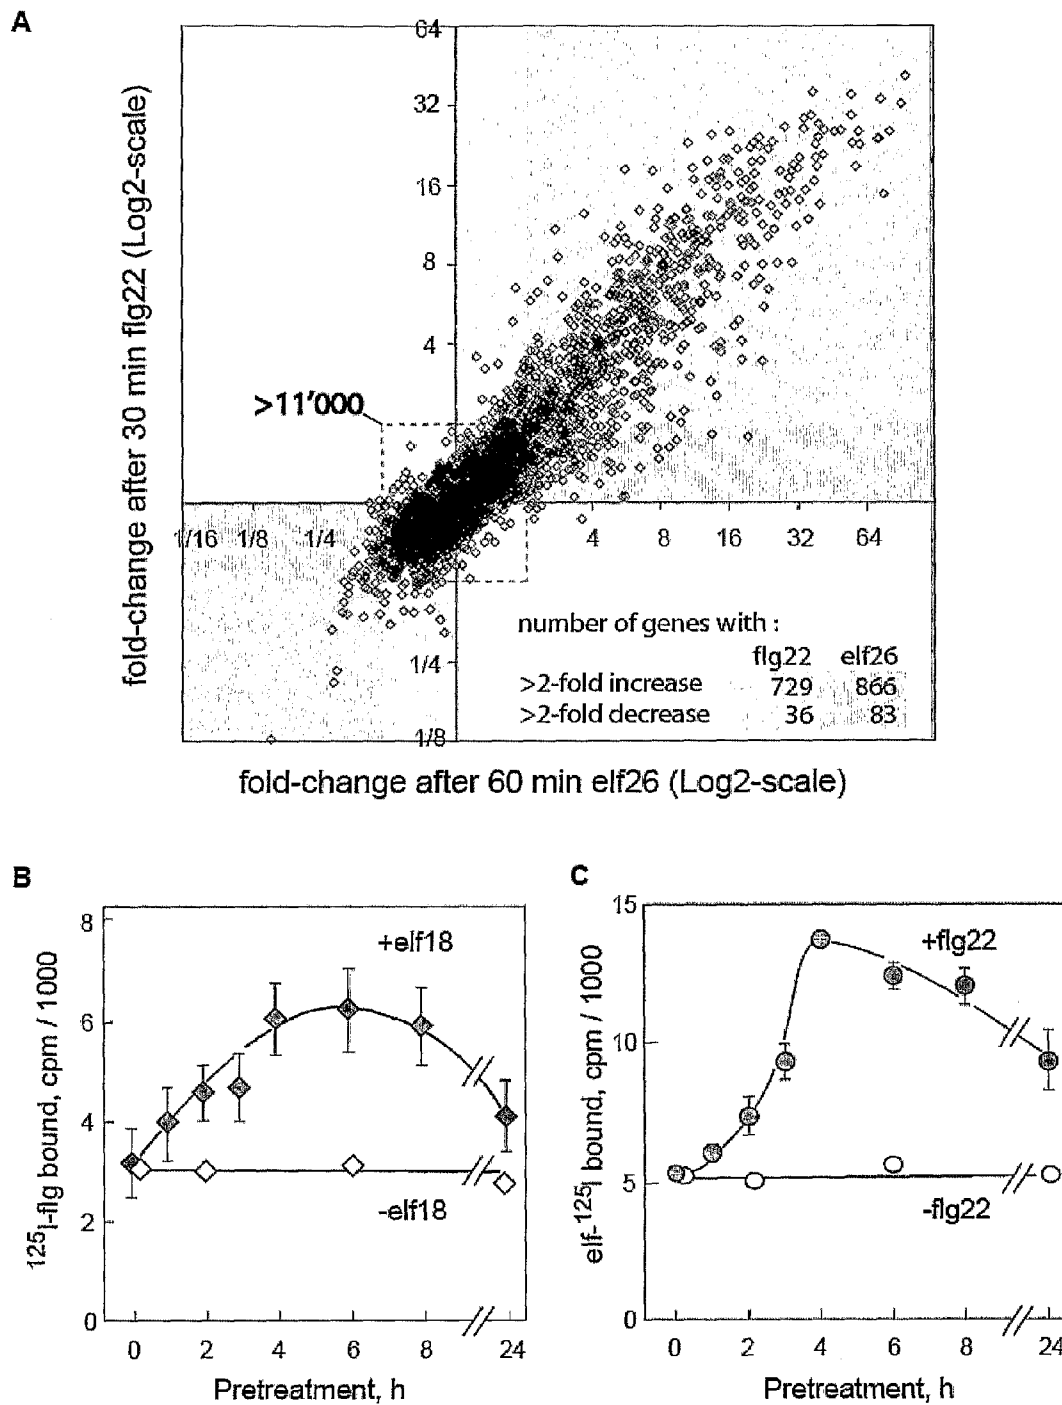 A
fold-change after 30 min flg22 (Log2-scale)
64
32
16
8
4
>11'000
1/16 1/8 1/4 4 8 16 32 64
1/4
1/8
number of genes with :
flg22 elf26
>2-fold increase 729 866
>2-fold decrease 36 83
fold-change after 60 min elf26 (Log2-scale)
B
125I-flg bound, cpm / 1000
8
6
4
2
0
+elf18
-elf18
0 2 4 6 8 24
Pretreatment, h
C
elf-125I bound, cpm / 1000
15
10
5
0
+flg22
-flg22
0 2 4 6 8 24
Pretreatment, h